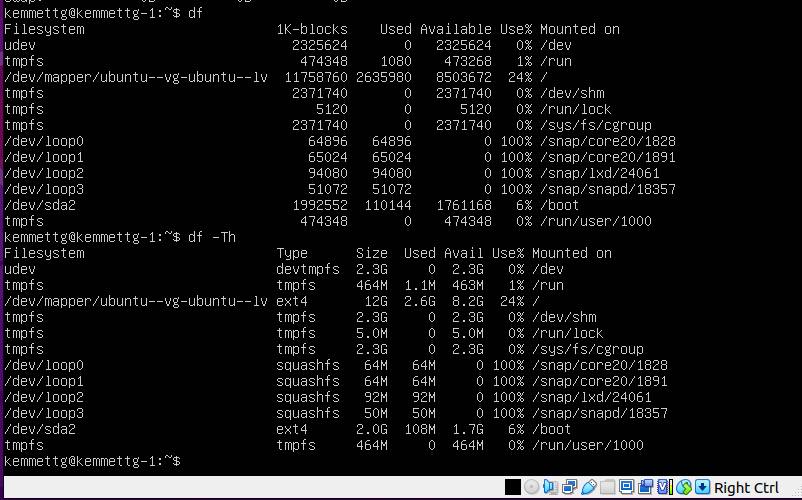 kemmettg@kemmettg-1:~$ df
Filesystem                        1K-blocks    Used Available Use% Mounted on
udev                                2325624       0   2325624   0% /dev
tmpfs                                474348    1080    473268   1% /run
/dev/mapper/ubuntu--vg-ubuntu--lv  11758760 2635980   8503672  24% /
tmpfs                               2371740       0   2371740   0% /dev/shm
tmpfs                                  5120       0      5120   0% /run/lock
tmpfs                               2371740       0   2371740   0% /sys/fs/cgroup
/dev/loop0                            64896   64896         0 100% /snap/core20/1828
/dev/loop1                            65024   65024         0 100% /snap/core20/1891
/dev/loop2                            94080   94080         0 100% /snap/lxd/24061
/dev/loop3                            51072   51072         0 100% /snap/snapd/18357
/dev/sda2                           1992552  110144   1761168   6% /boot
tmpfs                                474348       0    474348   0% /run/user/1000
kemmettg@kemmettg-1:~$ df -Th
Filesystem                        Type      Size  Used Avail Use% Mounted on
udev                              devtmpfs  2.3G     0  2.3G   0% /dev
tmpfs                             tmpfs     464M  1.1M  463M   1% /run
/dev/mapper/ubuntu--vg-ubuntu--lv ext4       12G  2.6G  8.2G  24% /
tmpfs                             tmpfs     2.3G     0  2.3G   0% /dev/shm
tmpfs                             tmpfs     5.0M     0  5.0M   0% /run/lock
tmpfs                             tmpfs     2.3G     0  2.3G   0% /sys/fs/cgroup
/dev/loop0                        squashfs   64M   64M     0 100% /snap/core20/1828
/dev/loop1                        squashfs   64M   64M     0 100% /snap/core20/1891
/dev/loop2                        squashfs   92M   92M     0 100% /snap/lxd/24061
/dev/loop3                        squashfs   50M   50M     0 100% /snap/snapd/18357
/dev/sda2                         ext4      2.0G  108M  1.7G   6% /boot
tmpfs                             tmpfs     464M     0  464M   0% /run/user/1000
kemmettg@kemmettg-1:~$
Right Ctrl